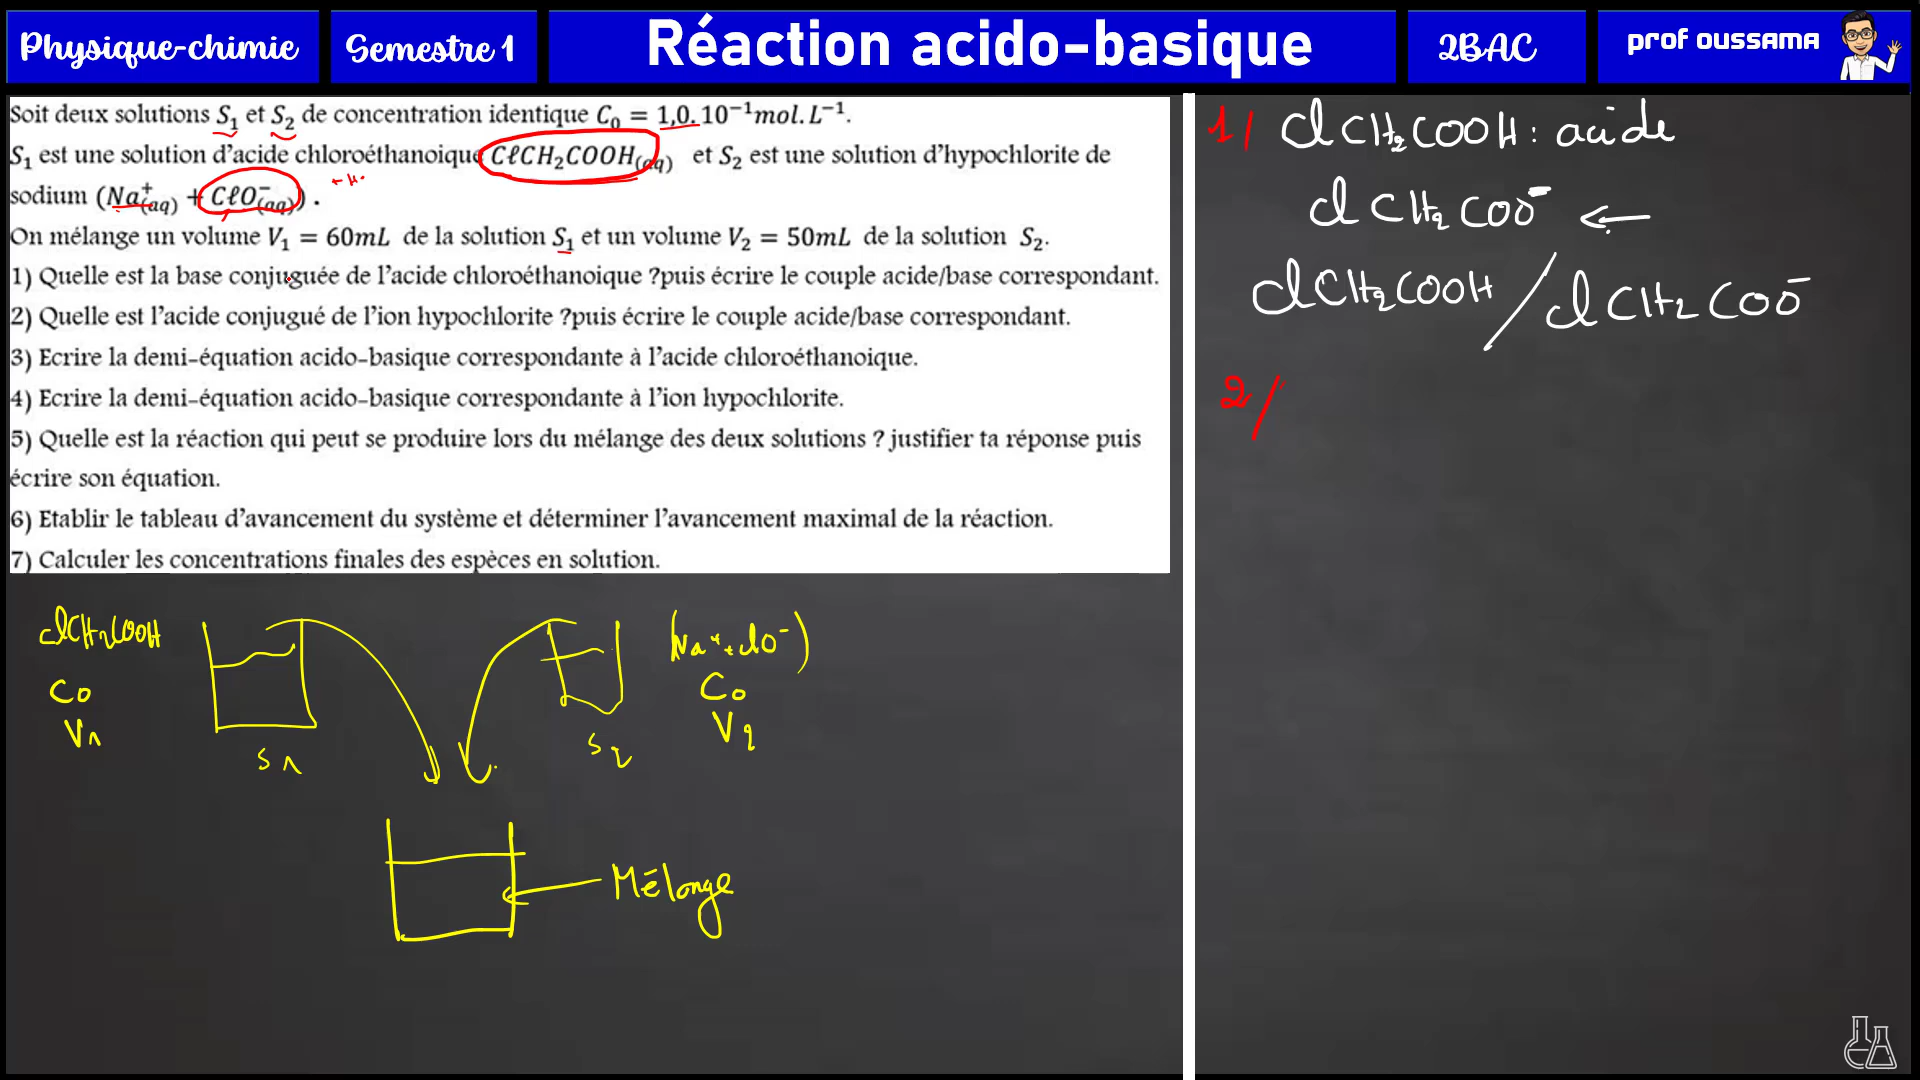 Physique-chimie
Semestre 1
Réaction acido-basique
2BAC
prof oussama
Soit deux solutions S₁ et S₂ de concentration identique C₀ = 1,0. 10⁻¹mol. L⁻¹.
S₁ est une solution d'acide chloroéthanoique CℓCH₂COOH₍aq₎ et S₂ est une solution d'hypochlorite de
sodium (Na⁺₍aq₎ + CℓO⁻₍aq₎) .
On mélange un volume V₁ = 60mL de la solution S₁ et un volume V₂ = 50mL de la solution S₂.
1) Quelle est la base conjuguée de l'acide chloroéthanoique ?puis écrire le couple acide/base correspondant.
2) Quelle est l'acide conjugué de l'ion hypochlorite ?puis écrire le couple acide/base correspondant.
3) Ecrire la demi-équation acido-basique correspondante à l'acide chloroéthanoique.
4) Ecrire la demi-équation acido-basique correspondante à l'ion hypochlorite.
5) Quelle est la réaction qui peut se produire lors du mélange des deux solutions ? justifier ta réponse puis
écrire son équation.
6) Etablir le tableau d'avancement du système et déterminer l'avancement maximal de la réaction.
7) Calculer les concentrations finales des espèces en solution.
ClCH₂COOH
C₀
V₁
S₁
S₂
(Na⁺ + ClO⁻)
C₀
V₂
Mélange
1/ ClCH₂COOH : acide
ClCH₂COO⁻ ←
ClCH₂COOH / ClCH₂COO⁻
2/